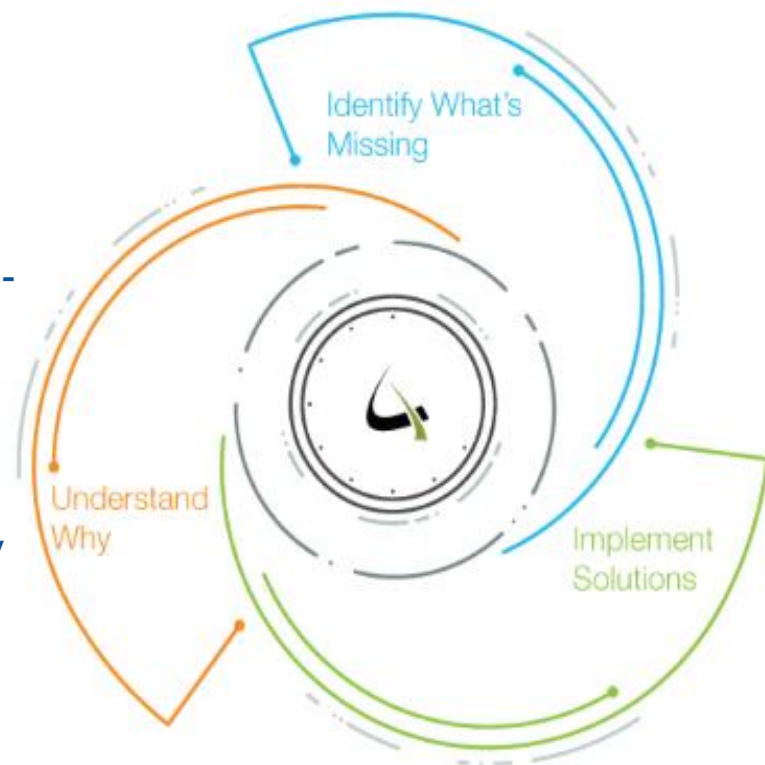 Identify What's
Missing
-
Understand
Why
y
Implement
Solutions